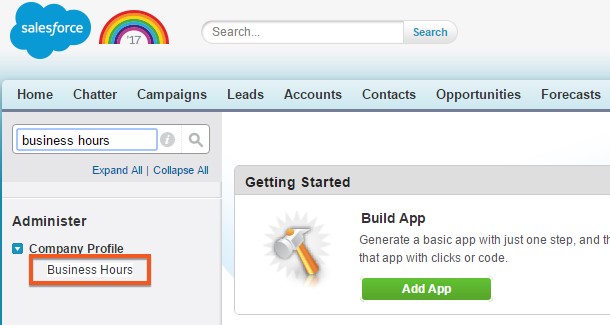 salesforce
'17
Search...
Search
Home Chatter Campaigns Leads Accounts Contacts Opportunities Forecasts
business hours
i
Expand All | Collapse All
Getting Started
Administer
Build App
Company Profile
Generate a basic app with just one step, and th
that app with clicks or code.
Business Hours
Add App